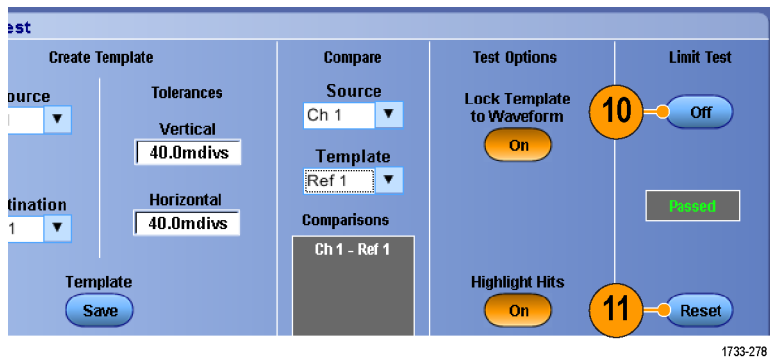 est
Create Template
Compare
Test Options
Limit Test
ource
Tolerances
Source
Lock Template
to Waveform
10
Off
Ch 1
Vertical
On
40.0mdivs
Template
Ref 1
tination
Horizontal
Comparisons
Passed
1
40.0mdivs
Ch 1 - Ref 1
Template
Save
Highlight Hits
On
11
Reset
1733-278